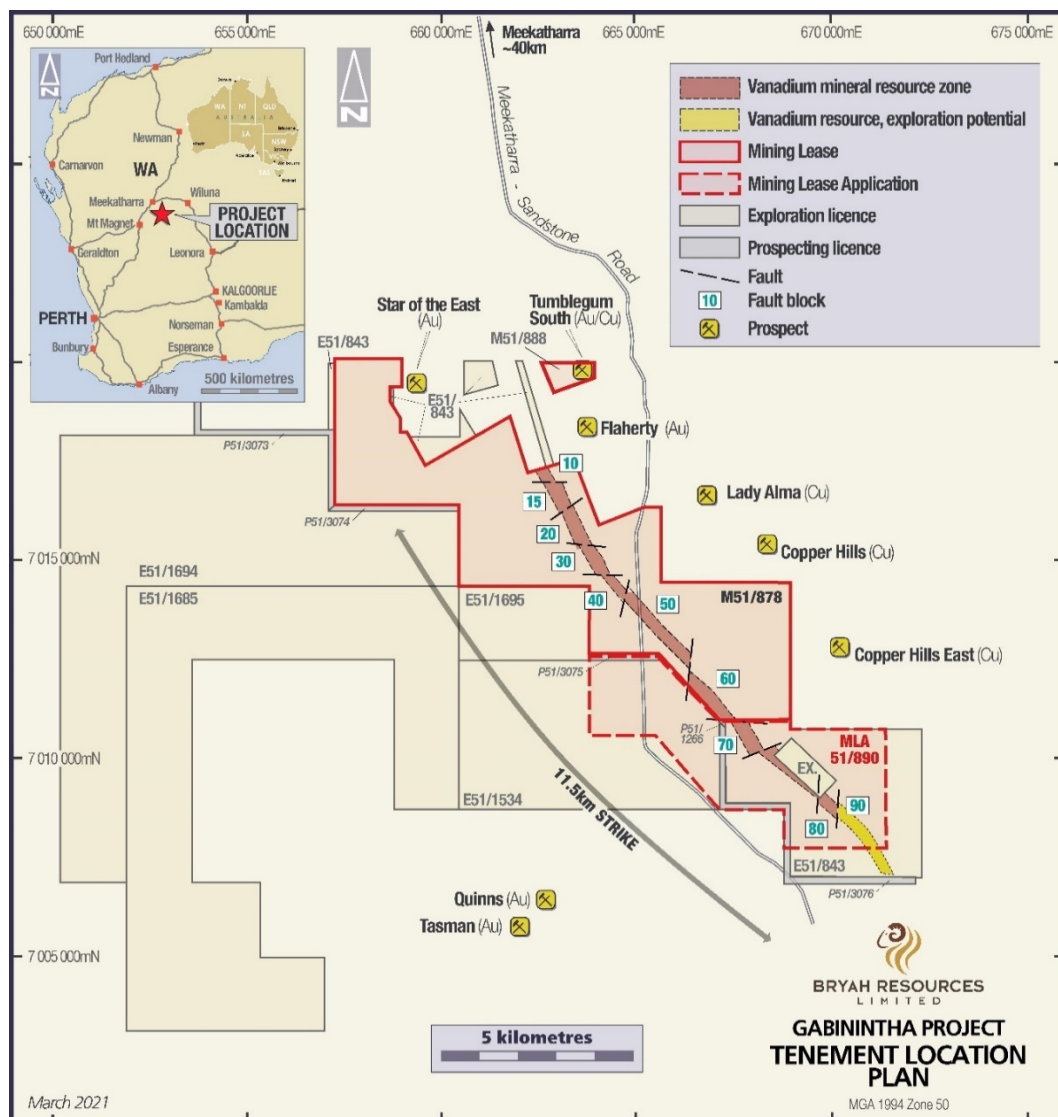 650 000mE
655 000mE
660 000mE
665 000mE
670 000mE
675 000mE
Meekatharra
~40km
N
N
Port Hedland
Newman
Carnarvon
WA
Meekatharra
Wiluna
Mt Magnet
PROJECT
LOCATION
Geraldton
Leonora
KALGOORLIE
Kambalda
PERTH
Norseman
Bunbury
Esperance
Albany
500 kilometres
WA
NT
QLD
AUSTRALIA
SA
NSW
Meekatharra - Sandstone Road
Vanadium mineral resource zone
Vanadium resource, exploration potential
Mining Lease
Mining Lease Application
Exploration licence
Prospecting licence
Fault
10 Fault block
Prospect
Star of the East
(Au)
Tumblegum
South (Au/Cu)
M51/888
E51/843
E51/
843
P51/3073
Flaherty (Au)
10
15
Lady Alma (Cu)
P51/3074
20
Copper Hills (Cu)
7 015 000mN
30
E51/1694
E51/1685
E51/1695
40
50
M51/878
Copper Hills East (Cu)
P51/3075
60
P51/
1266
70
MLA
51/890
7 010 000mN
EX.
11.5km STRIKE
E51/1534
90
80
E51/843
P51/3076
Quinns (Au)
Tasman (Au)
7 005 000mN
BRYAH RESOURCES
LIMITED
5 kilometres
GABININTHA PROJECT
TENEMENT LOCATION
PLAN
March 2021
MGA 1994 Zone 50